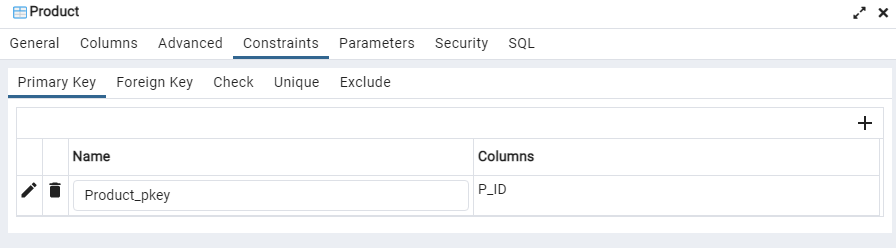 Product
General Columns Advanced Constraints Parameters Security SQL
Primary Key Foreign Key Check Unique Exclude
Name Columns
Product_pkey P_ID